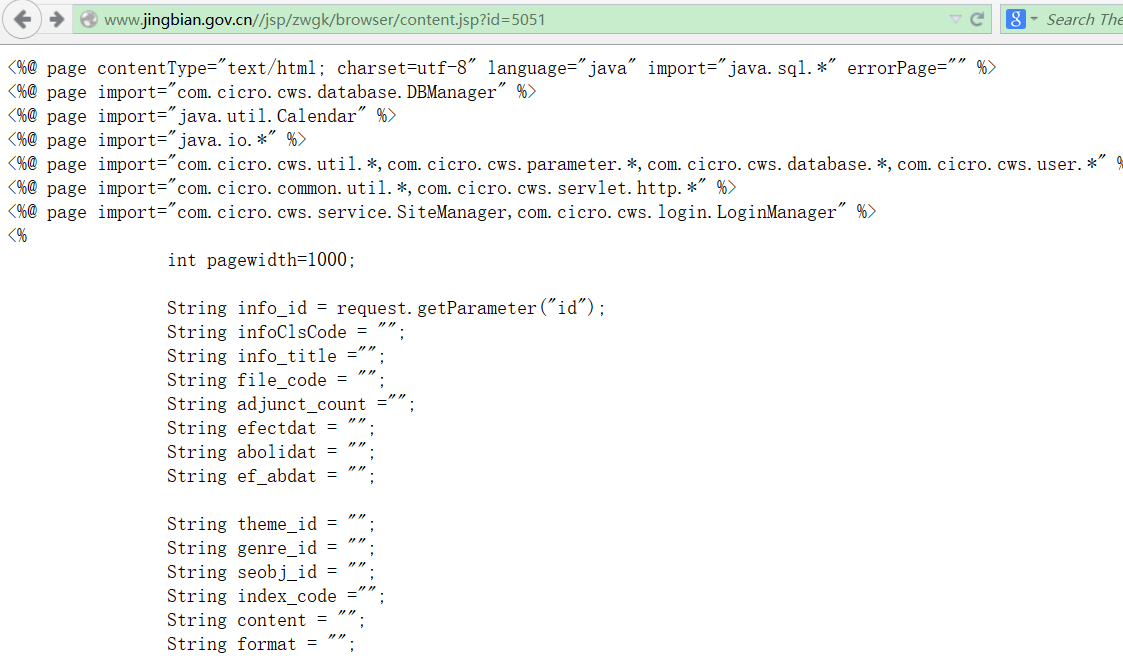 www.jingbian.gov.cn//jsp/zwgk/browser/content.jsp?id=5051
8 Search The
<%@ page contentType="text/html; charset=utf-8" language="java" import="java.sql.*" errorPage="" %>
<%@ page import="com.cicro.cws.database.DBManager" %>
<%@ page import="java.util.Calendar" %>
<%@ page import="java.io.*" %>
<%@ page import="com.cicro.cws.util.*,com.cicro.cws.parameter.*,com.cicro.cws.database.*,com.cicro.cws.user.*" %
<%@ page import="com.cicro.common.util.*,com.cicro.cws.servlet.http.*" %>
<%@ page import="com.cicro.cws.service.SiteManager,com.cicro.cws.login.LoginManager" %>
<%
int pagewidth=1000;
String info_id = request.getParameter("id");
String infoClsCode = "";
String info_title ="";
String file_code = "";
String adjunct_count ="";
String efectdat = "";
String abolidat = "";
String ef_abdat = "";
String theme_id = "";
String genre_id = "";
String seobj_id = "";
String index_code ="";
String content = "";
String format = "";